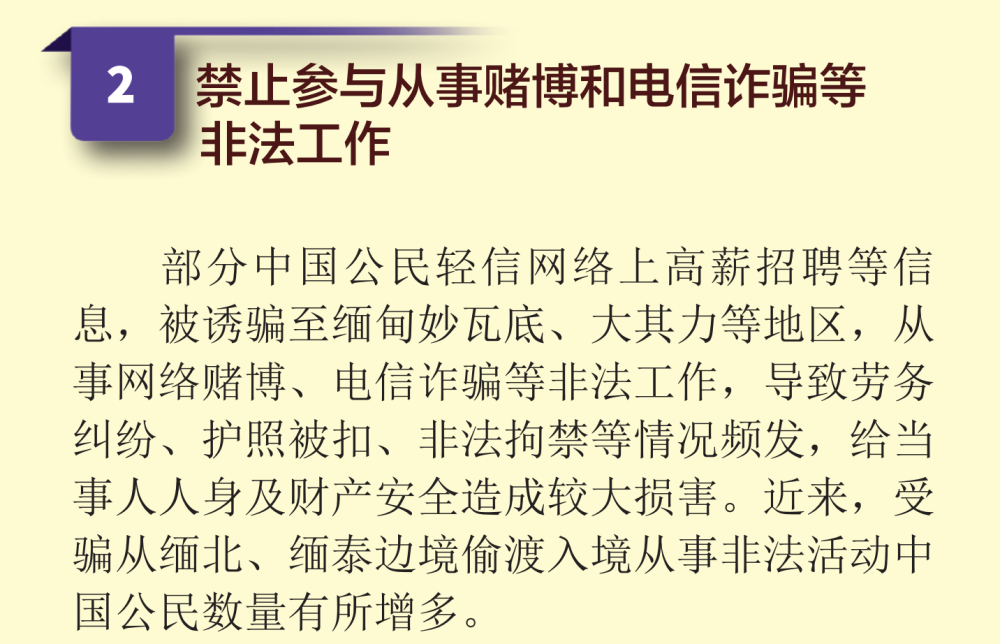 2
禁止参与从事赌博和电信诈骗等
非法工作
部分中国公民轻信网络上高薪招聘等信
息，被诱骗至缅甸妙瓦底、大其力等地区，从
事网络赌博、电信诈骗等非法工作，导致劳务
纠纷、护照被扣、非法拘禁等情况频发，给当
事人人身及财产安全造成较大损害。近来，受
骗从缅北、缅泰边境偷渡入境从事非法活动中
国公民数量有所增多。